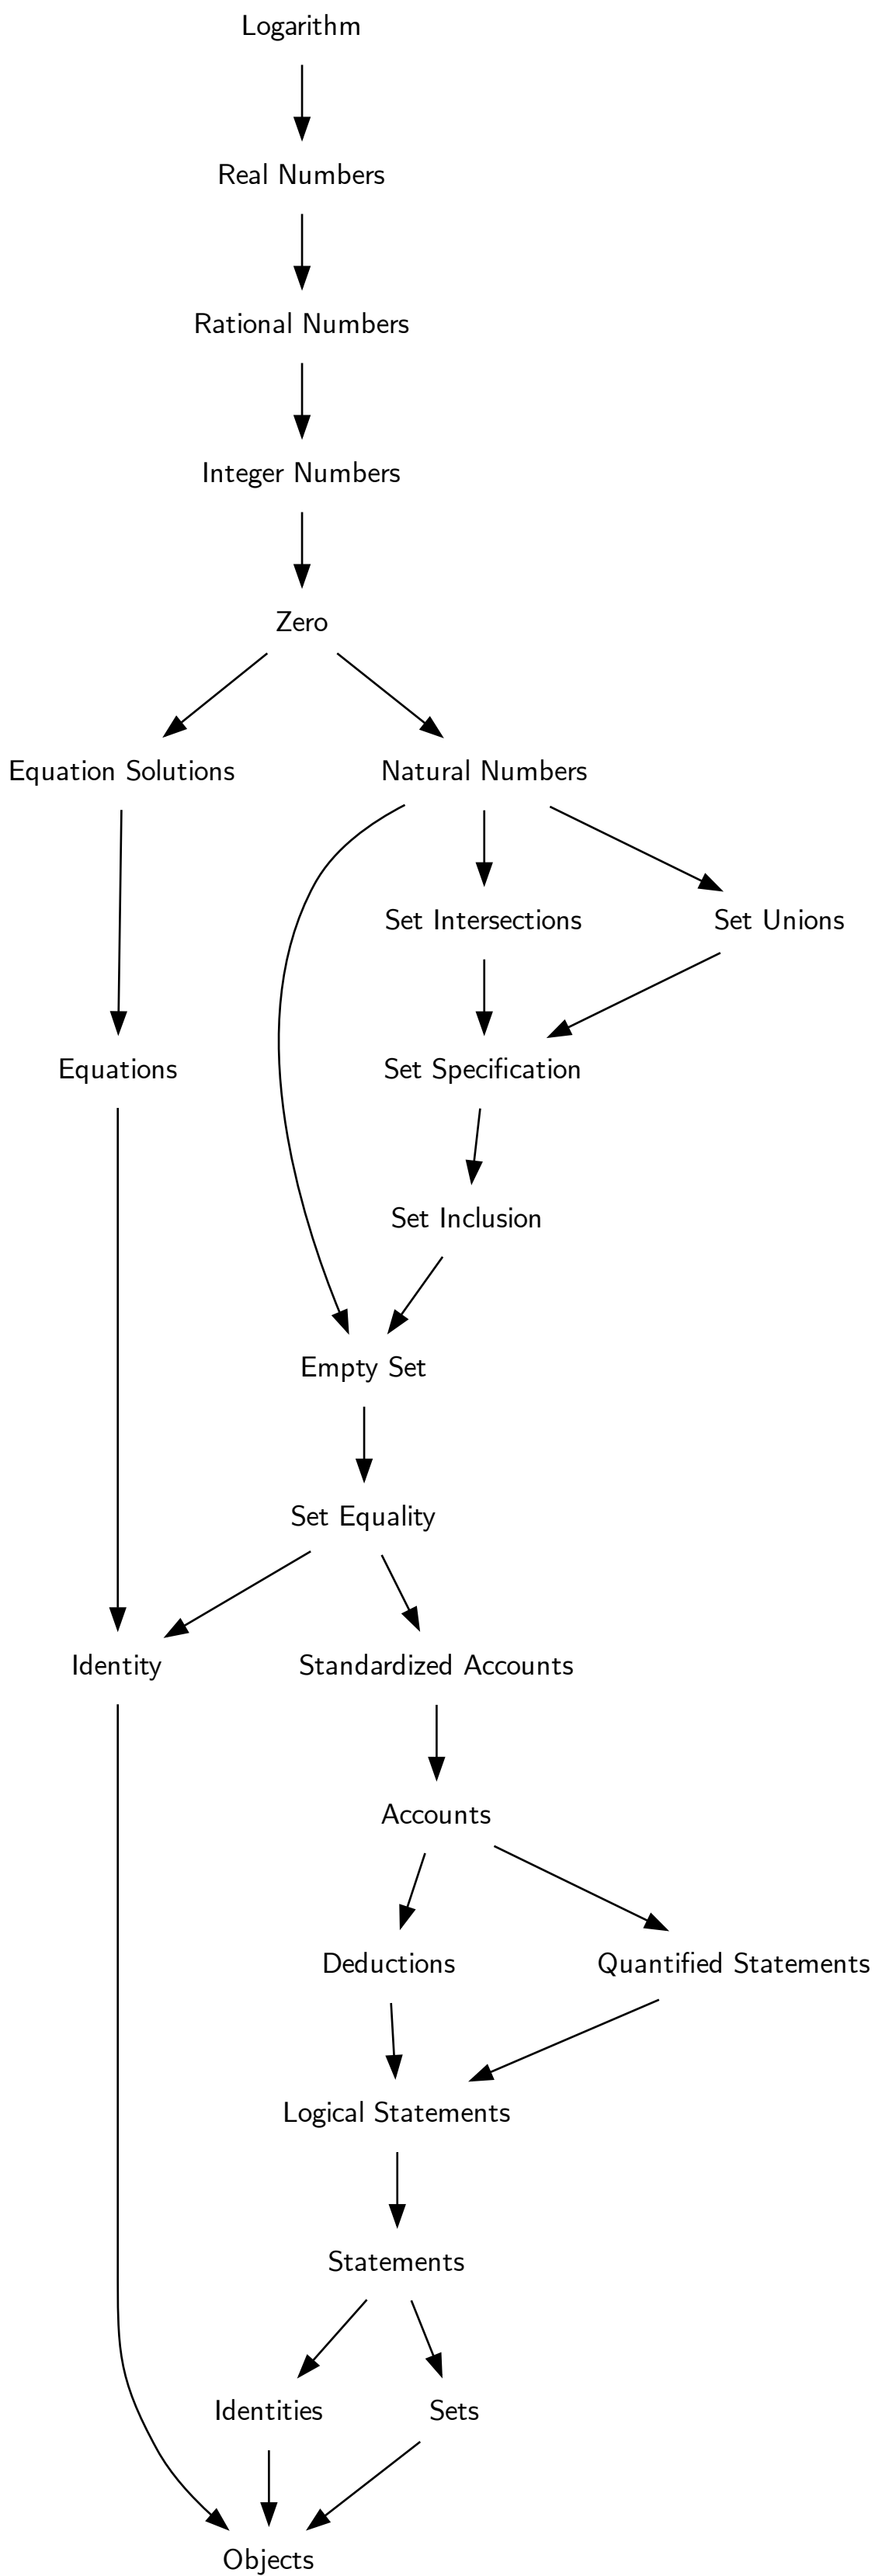 Logarithm
Real Numbers
Rational Numbers
Integer Numbers
Zero
Equation Solutions
Natural Numbers
Set Intersections
Set Unions
Equations
Set Specification
Set Inclusion
Empty Set
Set Equality
Identity
Standardized Accounts
Accounts
Deductions
Quantified Statements
Logical Statements
Statements
Identities
Sets
Objects